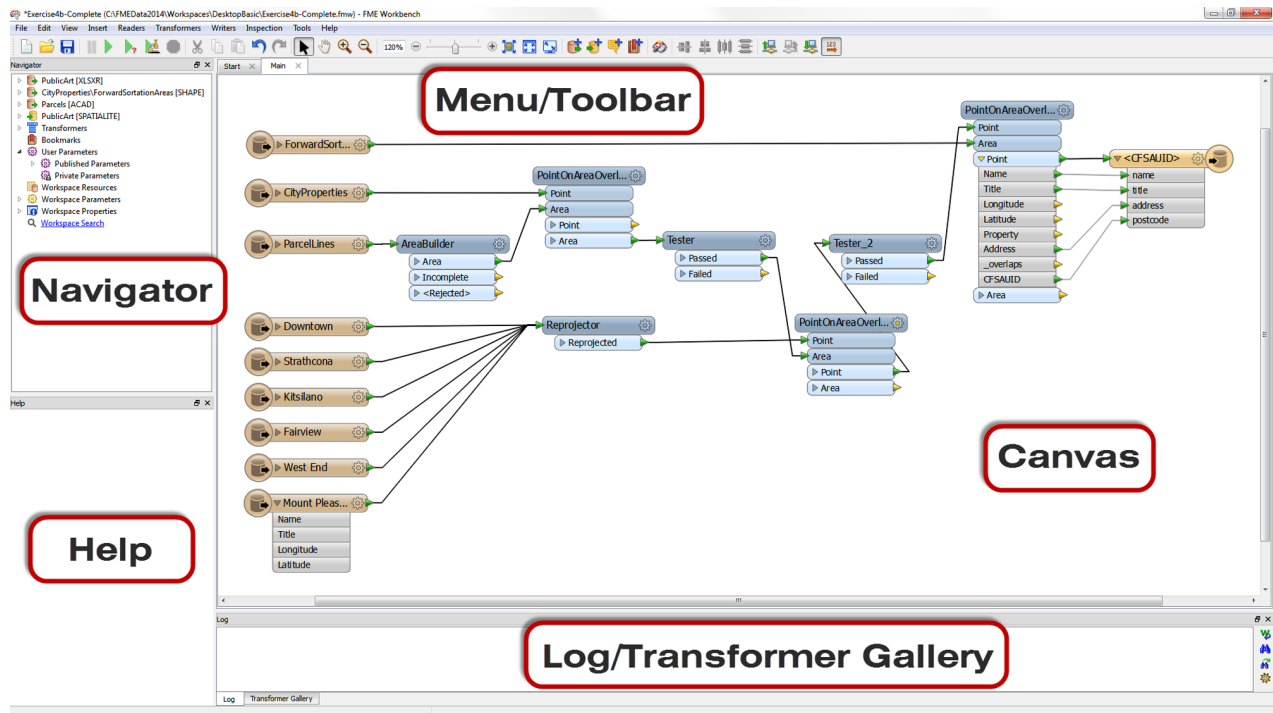 *Exercise4b-Complete (C:\FMEData2014\Workspaces\DesktopBasic\Exercise4b-Complete.fmw) - FME Workbench
File Edit View Insert Readers Transformers Writers Inspection Tools Help
120%
Navigator
PublicArt [XLSXR]
CityProperties\ForwardSortationAreas [SHAPE]
Parcels [ACAD]
PublicArt [SPATIALITE]
Transformers
Bookmarks
User Parameters
Published Parameters
Private Parameters
Workspace Resources
Workspace Parameters
Workspace Properties
Workspace Search
Navigator
Help
Help
Start Main
Menu/Toolbar
ForwardSort...
CityProperties
ParcelLines
AreaBuilder
Area
Incomplete
<Rejected>
PointOnAreaOverl...
Point
Area
Point
Area
Tester
Passed
Failed
Downtown
Strathcona
Kitsilano
Fairview
West End
Mount Pleas...
Name
Title
Longitude
Latitude
Reprojector
Reprojected
PointOnAreaOverl...
Point
Area
Point
Area
Tester_2
Passed
Failed
PointOnAreaOverl...
Point
Area
Point
Name
Title
Longitude
Latitude
Property
Address
_overlaps
CFSAUID
Area
<CFSAUID>
name
title
address
postcode
Canvas
Log
Log/Transformer Gallery
Log Transformer Gallery